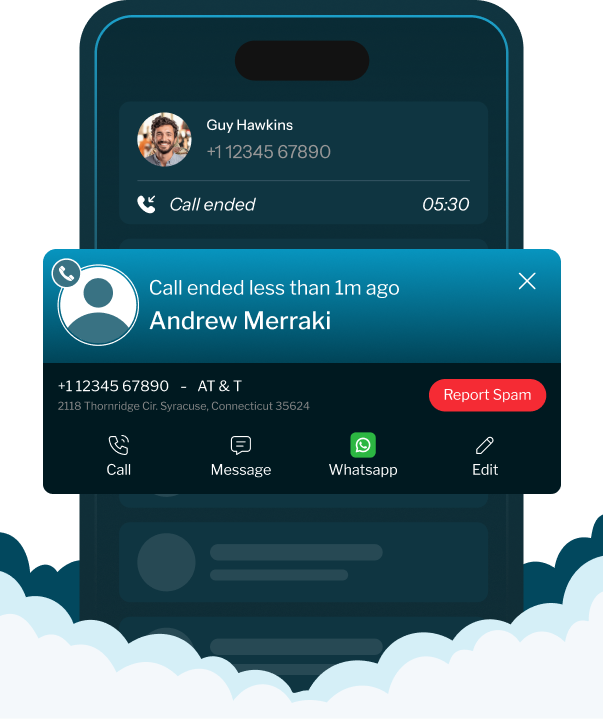 Guy Hawkins
+1 12345 67890
Call ended 05:30
Call ended less than 1m ago
Andrew Merraki
+1 12345 67890 - AT & T
Report Spam
2118 Thornridge Cir. Syracuse, Connecticut 35624
Call Message Whatsapp Edit